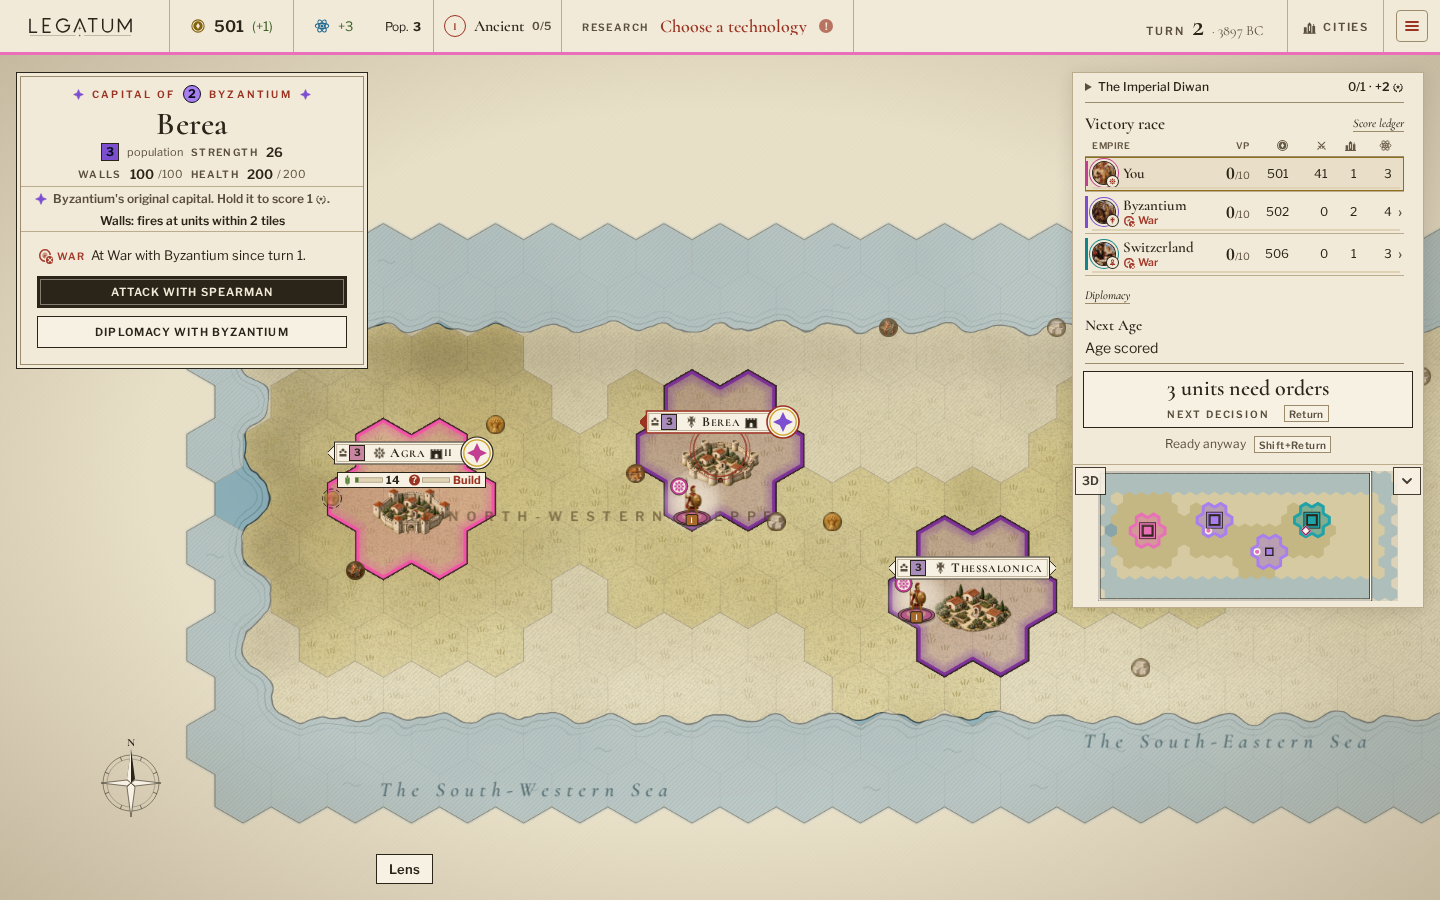 LEGATUM
501 (+1)
+3
Pop. 3
I Ancient 0/5
RESEARCH Choose a technology !
TURN 2 · 3897 BC
CITIES
CAPITAL OF 2 BYZANTIUM
Berea
3 population STRENGTH 26
WALLS 100 /100 HEALTH 200 / 200
Byzantium's original capital. Hold it to score 1 .
Walls: fires at units within 2 tiles
WAR At War with Byzantium since turn 1.
ATTACK WITH SPEARMAN
DIPLOMACY WITH BYZANTIUM
The Imperial Diwan 0/1 · +2
Victory race Score ledger
EMPIRE VP
You 0/10 501 41 1 3
Byzantium 0/10 502 0 2 4 ›
War
Switzerland 0/10 506 0 1 3 ›
War
Diplomacy
Next Age
Age scored
3 units need orders
NEXT DECISION Return
Ready anyway Shift+Return
3D
3 BEREA
3 AGRA II
14 ? Build
NORTH-WESTERN
I
3 THESSALONICA
I
The South-Eastern Sea
N
The South-Western Sea
Lens